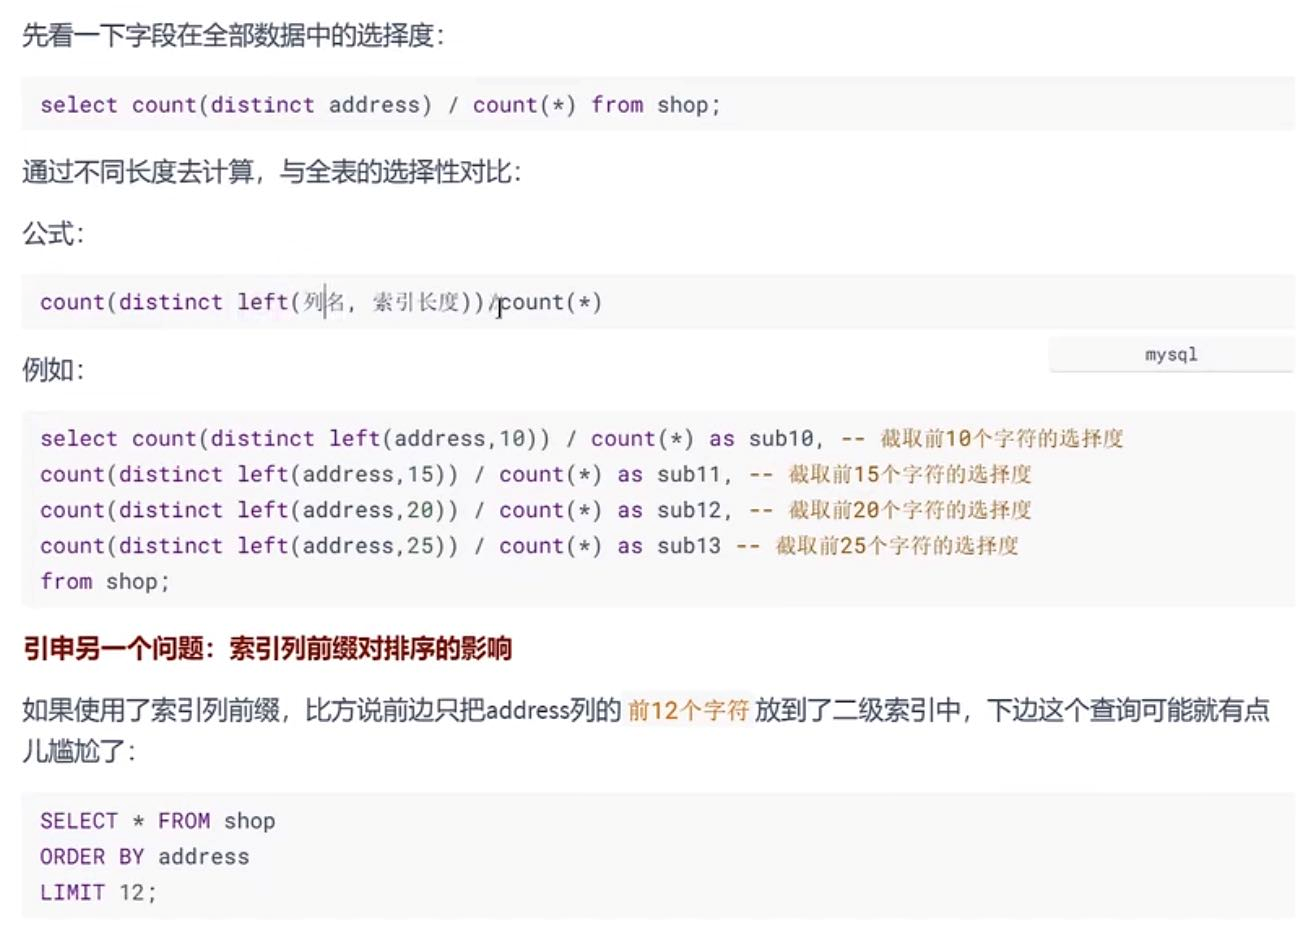 先看一下字段在全部数据中的选择度：
select count(distinct address) / count(*) from shop;
通过不同长度去计算，与全表的选择性对比：
公式：
count(distinct left(列名, 索引长度))/count(*)
mysql
例如：
select count(distinct left(address,10)) / count(*) as sub10, -- 截取前10个字符的选择度
count(distinct left(address,15)) / count(*) as sub11, -- 截取前15个字符的选择度
count(distinct left(address,20)) / count(*) as sub12, -- 截取前20个字符的选择度
count(distinct left(address,25)) / count(*) as sub13 -- 截取前25个字符的选择度
from shop;
引申另一个问题：索引列前缀对排序的影响
如果使用了索引列前缀，比方说前边只把address列的 前12个字符 放到了二级索引中，下边这个查询可能就有点
儿尴尬了：
SELECT * FROM shop
ORDER BY address
LIMIT 12;